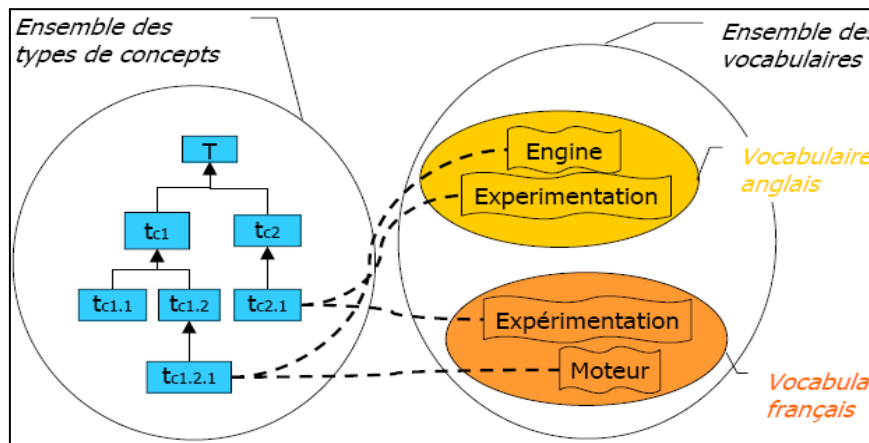 Ensemble des
types de concepts
Ensemble des
vocabulaires
T
Engine
Vocabulaire
anglais
Experimentation
tc1
tc2
tc1.1
tc1.2
tc2.1
Expérimentation
Moteur
tc1.2.1
Vocabula
français